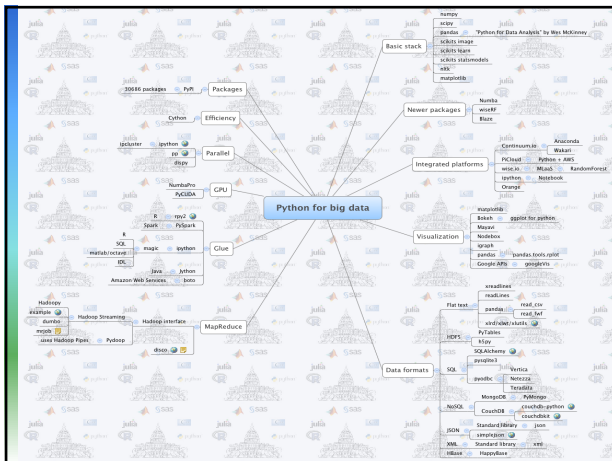 Python for big data
Basic stack
numpy
scipy
pandas
"Python for Data Analysis" by Wes McKinney
scikits image
scikits learn
scikits statsmodels
nltk
matplotlib
Newer packages
Numba
wiseRF
Blaze
Integrated platforms
Continuum.io
Anaconda
Wakari
PiCloud
Python + AWS
wise.io
MLaaS
RandomForest
ipython
Notebook
Orange
Visualization
matplotlib
Bokeh
ggplot for python
Mayavi
Nodebox
igraph
pandas
pandas.tools.rplot
Google APIs
googleVis
Data formats
Flat text
xreadlines
readLines
pandas
read_csv
read_fwf
xlrd/xlwt/xlutils
HDF5
PyTables
h5py
SQL
SQLAlchemy
pysqlite3
pyodbc
Vertica
Netezza
Teradata
NoSQL
MongoDB
PyMongo
CouchDB
couchdb-python
couchdbkit
JSON
Standard library
json
simplejson
XML
Standard library
xml
HBase
HappyBase
Packages
PyPI
30686 packages
Efficiency
Cython
Parallel
ipython
ipcluster
pp
dispy
GPU
NumbaPro
PyCUDA
Glue
rpy2
R
PySpark
Spark
ipython
magic
R
SQL
matlab/octave
IDL
Jython
Java
boto
Amazon Web Services
MapReduce
Hadoop interface
Hadoop Streaming
Hadoopy
example
dumbo
mrjob
Pydoop
uses Hadoop Pipes
disco